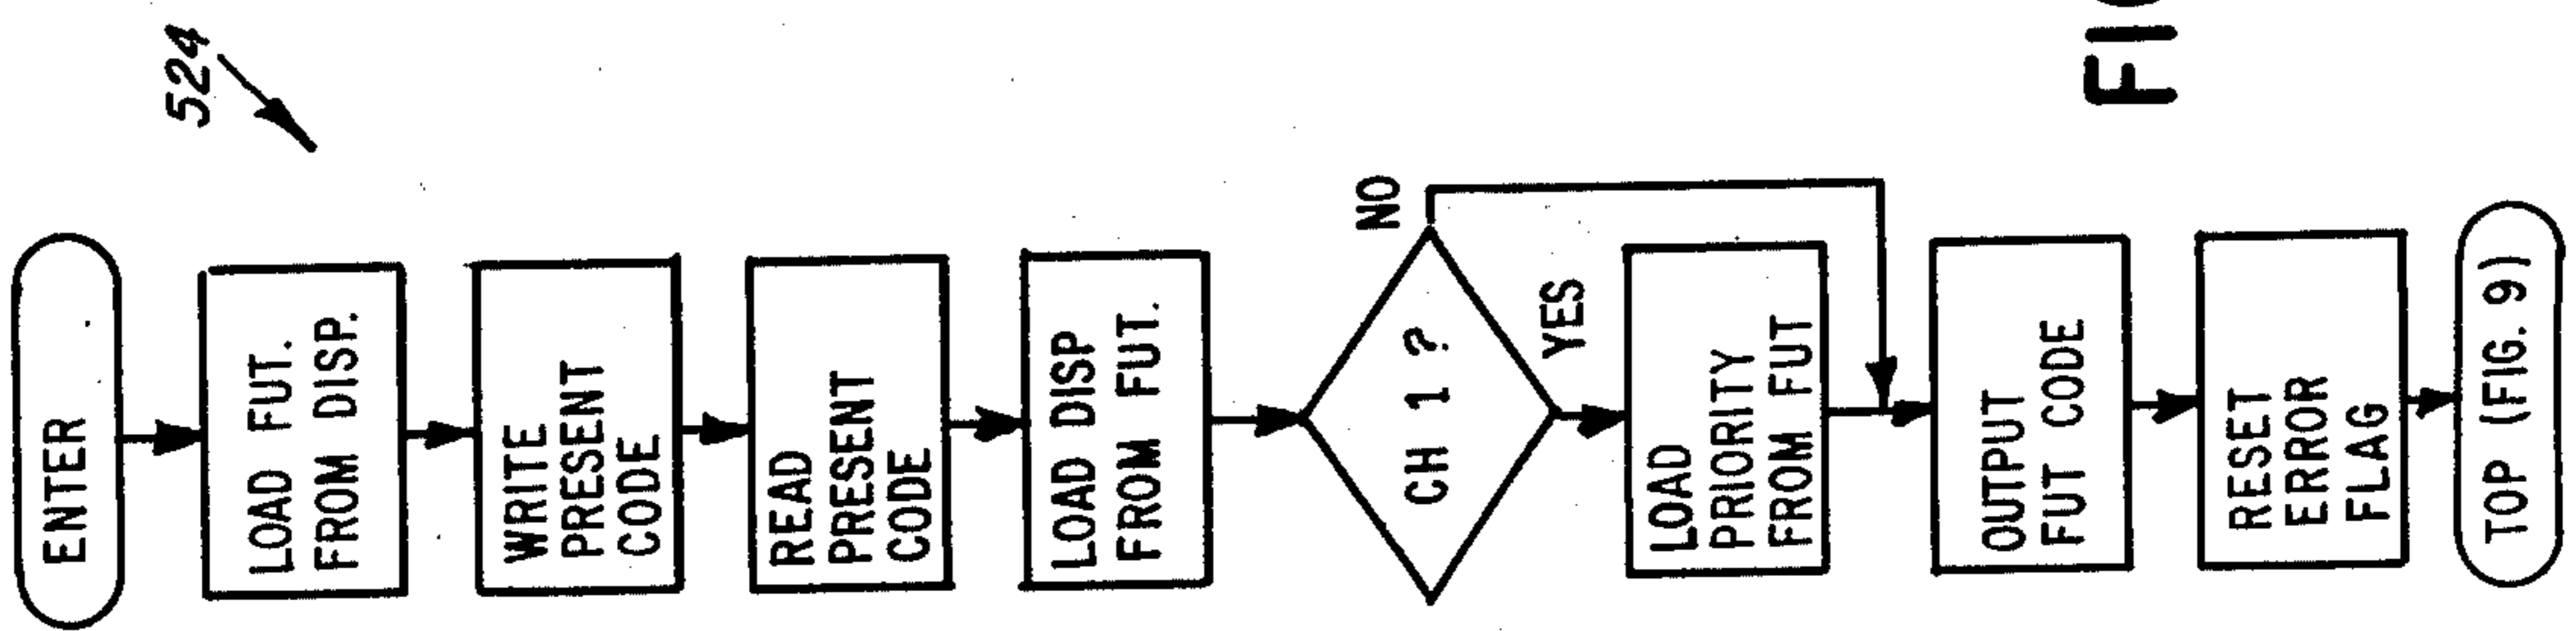 524
ENTER
LOAD FUT.
FROM DISP.
WRITE
PRESENT
CODE
READ
PRESENT
CODE
LOAD DISP
FROM FUT.
CH 1 ?
NO
YES
LOAD
PRIORITY
FROM FUT
OUTPUT
FUT CODE
RESET
ERROR
FLAG
TOP (FIG. 9)